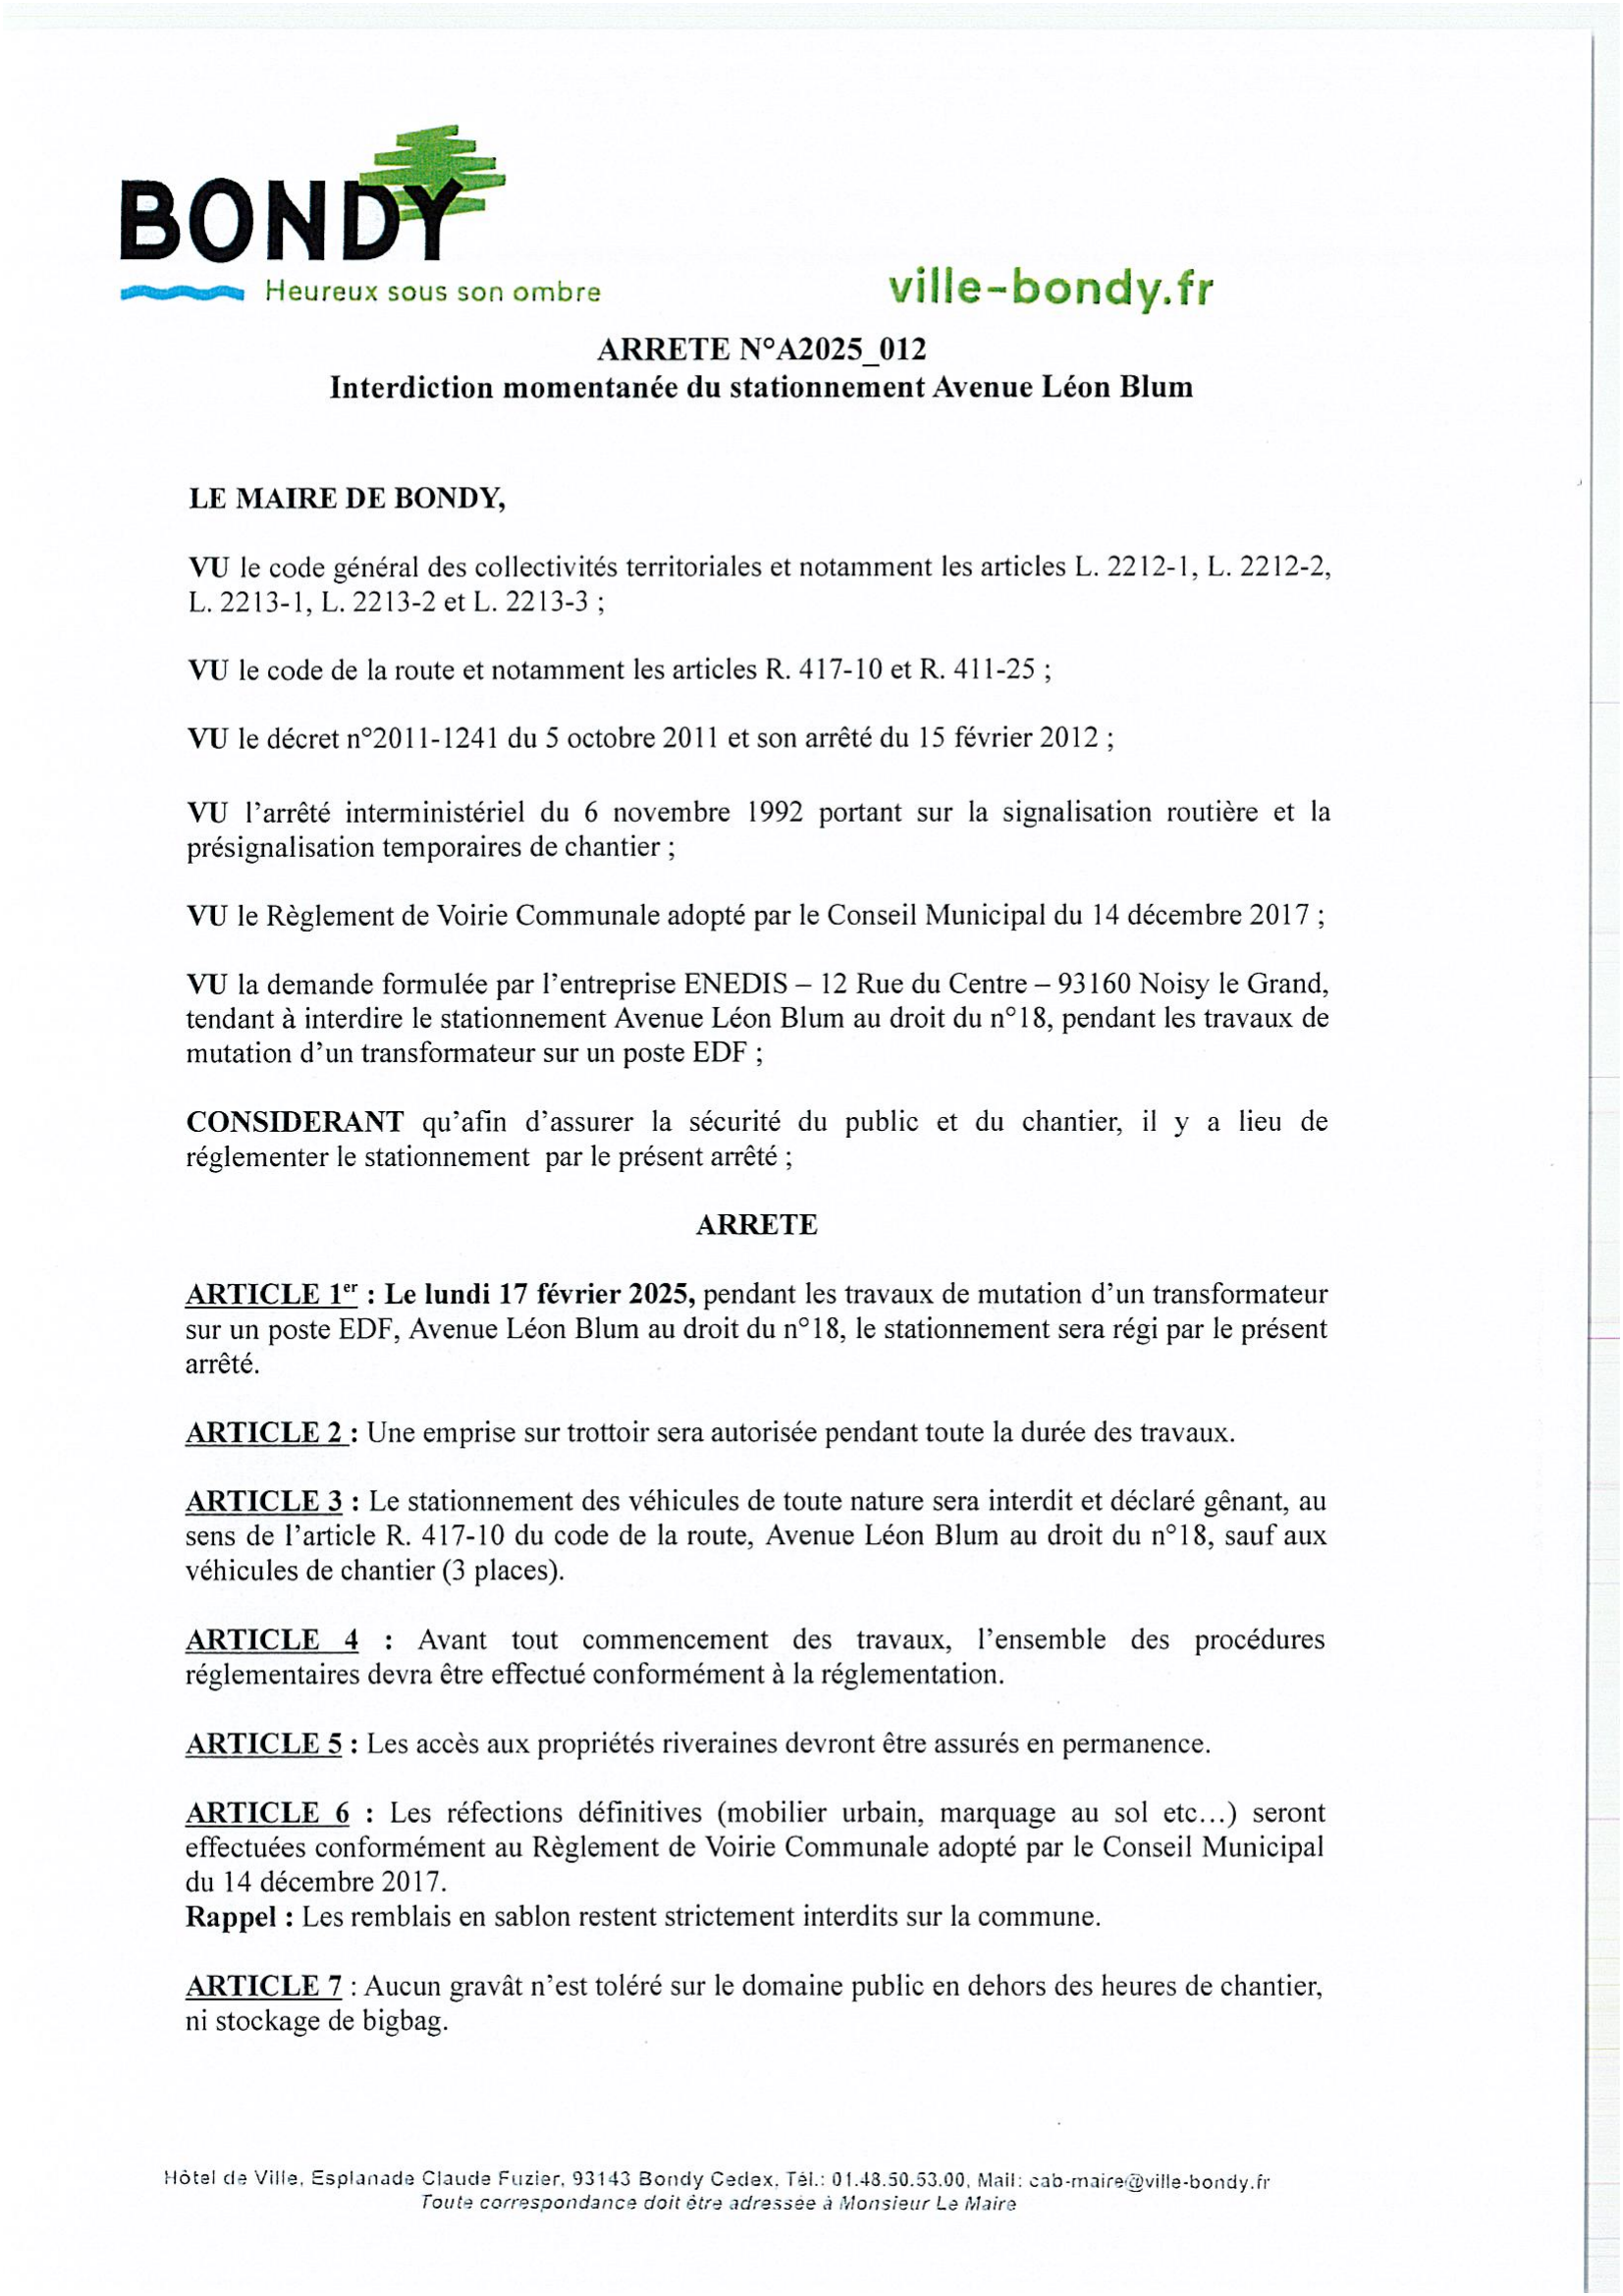 BONDY
Heureux sous son ombre
ville-bondy.fr
ARRETE N°A2025_012
Interdiction momentanée du stationnement Avenue Léon Blum
LE MAIRE DE BONDY,
VU le code général des collectivités territoriales et notamment les articles L. 2212-1, L. 2212-2,
L. 2213-1, L. 2213-2 et L. 2213-3 ;
VU le code de la route et notamment les articles R. 417-10 et R. 411-25 ;
VU le décret n°2011-1241 du 5 octobre 2011 et son arrêté du 15 février 2012 ;
VU l'arrêté interministériel du 6 novembre 1992 portant sur la signalisation routière et la
présignalisation temporaires de chantier ;
VU le Règlement de Voirie Communale adopté par le Conseil Municipal du 14 décembre 2017 ;
VU la demande formulée par l'entreprise ENEDIS – 12 Rue du Centre – 93160 Noisy le Grand,
tendant à interdire le stationnement Avenue Léon Blum au droit du n°18, pendant les travaux de
mutation d'un transformateur sur un poste EDF ;
CONSIDERANT qu'afin d'assurer la sécurité du public et du chantier, il y a lieu de
réglementer le stationnement par le présent arrêté ;
ARRETE
ARTICLE 1er : Le lundi 17 février 2025, pendant les travaux de mutation d'un transformateur
sur un poste EDF, Avenue Léon Blum au droit du n°18, le stationnement sera régi par le présent
arrêté.
ARTICLE 2 : Une emprise sur trottoir sera autorisée pendant toute la durée des travaux.
ARTICLE 3 : Le stationnement des véhicules de toute nature sera interdit et déclaré gênant, au
sens de l'article R. 417-10 du code de la route, Avenue Léon Blum au droit du n°18, sauf aux
véhicules de chantier (3 places).
ARTICLE 4 : Avant tout commencement des travaux, l'ensemble des procédures
réglementaires devra être effectué conformément à la réglementation.
ARTICLE 5 : Les accès aux propriétés riveraines devront être assurés en permanence.
ARTICLE 6 : Les réfections définitives (mobilier urbain, marquage au sol etc...) seront
effectuées conformément au Règlement de Voirie Communale adopté par le Conseil Municipal
du 14 décembre 2017.
Rappel : Les remblais en sablon restent strictement interdits sur la commune.
ARTICLE 7 : Aucun gravât n'est toléré sur le domaine public en dehors des heures de chantier,
ni stockage de bigbag.
Hôtel de Ville, Esplanade Claude Fuzier, 93143 Bondy Cedex, Tél.: 01.48.50.53.00, Mail: cab-maire@ville-bondy.fr
Toute correspondance doit être adressée à Monsieur Le Maire